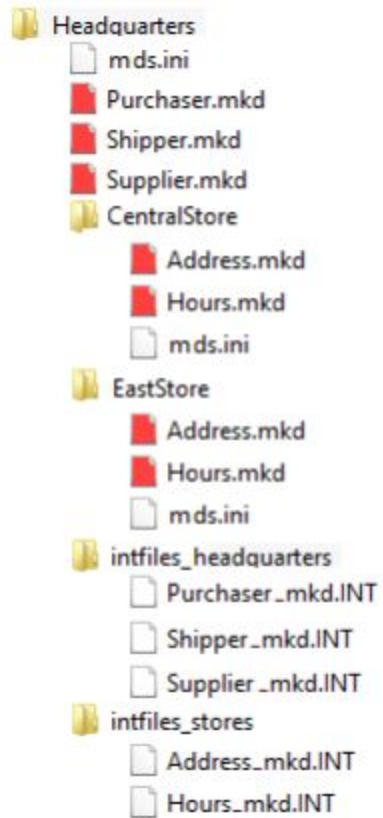 Headquarters
mds.ini
Purchaser.mkd
Shipper.mkd
Supplier.mkd
CentralStore
Address.mkd
Hours.mkd
mds.ini
EastStore
Address.mkd
Hours.mkd
mds.ini
intfiles_headquarters
Purchaser_mkd.INT
Shipper_mkd.INT
Supplier_mkd.INT
intfiles_stores
Address_mkd.INT
Hours_mkd.INT